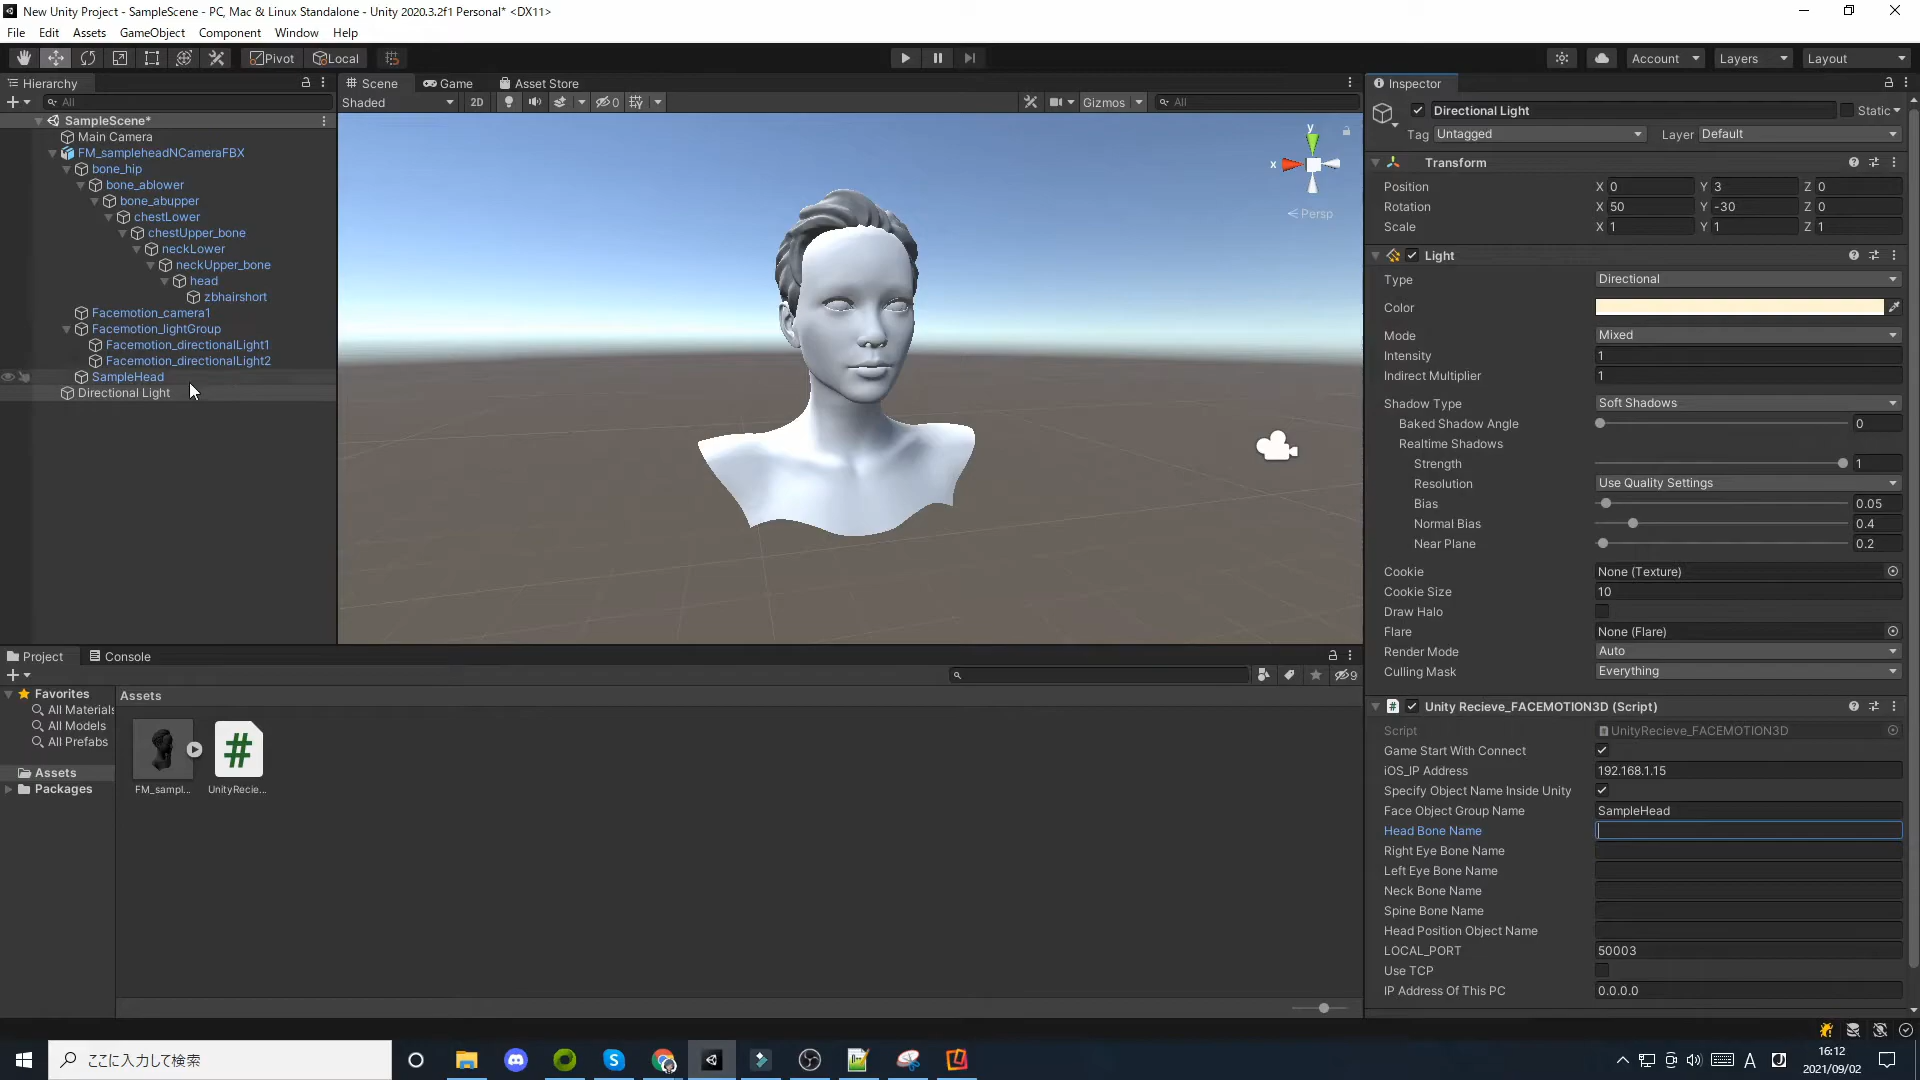 New Unity Project - SampleScene - PC, Mac & Linux Standalone - Unity 2020.3.2f1 Personal* <DX11>
File Edit Assets GameObject Component Window Help
Pivot Local Account Layers Layout
Hierarchy
All
SampleScene*
Main Camera
FM_sampleheadNCameraFBX
bone_hip
bone_ablower
bone_abupper
chestLower
chestUpper_bone
neckLower
neckUpper_bone
head
zbhairshort
Facemotion_camera1
Facemotion_lightGroup
Facemotion_directionalLight1
Facemotion_directionalLight2
SampleHead
Directional Light
Scene Game Asset Store
Shaded 2D 0 Gizmos All
y
x
Persp
Inspector
Directional Light Static
Tag Untagged Layer Default
Transform
Position X 0 Y 3 Z 0
Rotation X 50 Y -30 Z 0
Scale X 1 Y 1 Z 1
Light
Type Directional
Color
Mode Mixed
Intensity 1
Indirect Multiplier 1
Shadow Type Soft Shadows
Baked Shadow Angle 0
Realtime Shadows
Strength 1
Resolution Use Quality Settings
Bias 0.05
Normal Bias 0.4
Near Plane 0.2
Cookie None (Texture)
Cookie Size 10
Draw Halo
Flare None (Flare)
Render Mode Auto
Culling Mask Everything
# Unity Recieve_FACEMOTION3D (Script)
Script UnityRecieve_FACEMOTION3D
Game Start With Connect
iOS_IP Address 192.168.1.15
Specify Object Name Inside Unity
Face Object Group Name SampleHead
Head Bone Name
Right Eye Bone Name
Left Eye Bone Name
Neck Bone Name
Spine Bone Name
Head Position Object Name
LOCAL_PORT 50003
Use TCP
IP Address Of This PC 0.0.0.0
Project Console
9
Favorites
All Materials
All Models
All Prefabs
Assets
Packages
Assets
#
FM_sampl... UnityRecie...
ここに入力して検索
A
16:12
2021/09/02